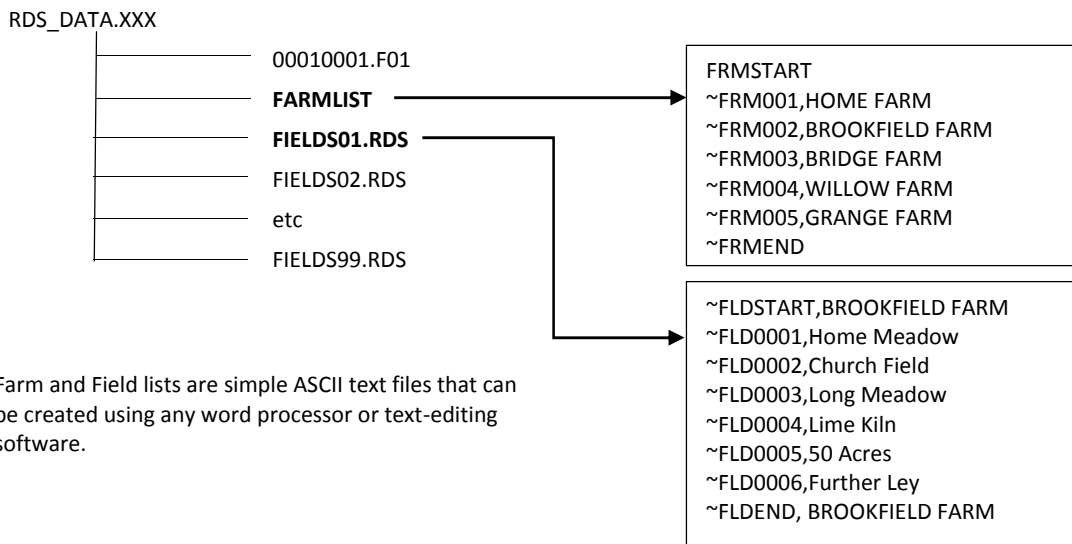 RDS_DATA.XXX
00010001.F01
FARMLIST
FIELDS01.RDS
FIELDS02.RDS
etc
FIELDS99.RDS
FRMSTART
~FRM001,HOME FARM
~FRM002,BROOKFIELD FARM
~FRM003,BRIDGE FARM
~FRM004,WILLOW FARM
~FRM005,GRANGE FARM
~FRMEND
~FLDSTART,BROOKFIELD FARM
~FLD0001,Home Meadow
~FLD0002,Church Field
~FLD0003,Long Meadow
~FLD0004,Lime Kiln
~FLD0005,50 Acres
~FLD0006,Further Ley
~FLDEND, BROOKFIELD FARM
Farm and Field lists are simple ASCII text files that can
be created using any word processor or text-editing
software.